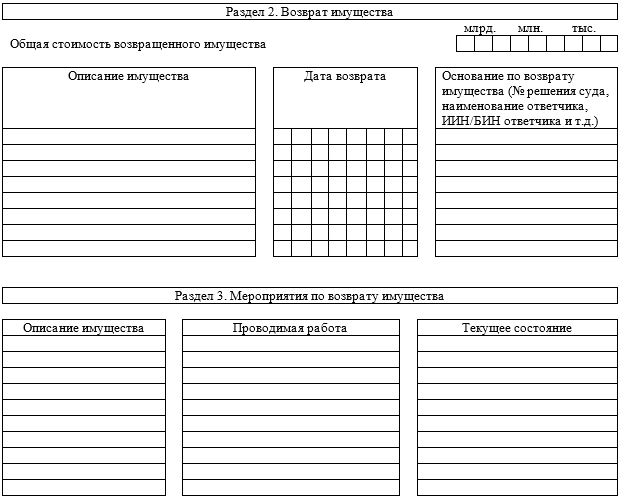 Раздел 2. Возврат имущества
млрд. млн. тыс.
Общая стоимость возвращенного имущества
Описание имущества
Дата возврата
Основание по возврату
имущества (№ решения суда,
наименование ответчика,
ИИН/БИН ответчика и т.д.)
Раздел 3. Мероприятия по возврату имущества
Описание имущества
Проводимая работа
Текущее состояние